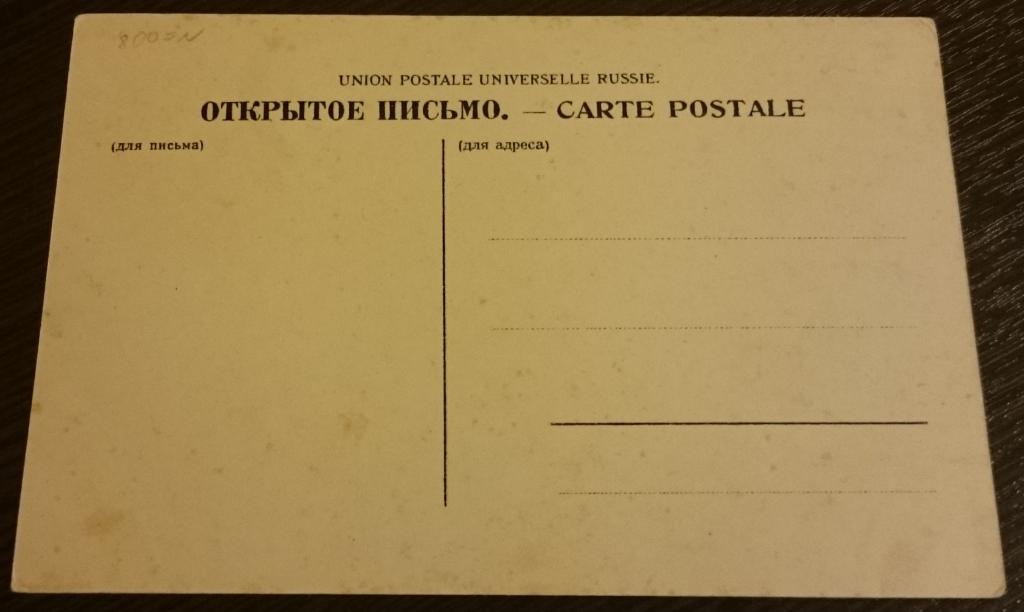 UNION POSTALE UNIVERSELLE RUSSIE.
ОТКРЫТОЕ ПИСЬМО. — CARTE POSTALE
(для письма)
(для адреса)